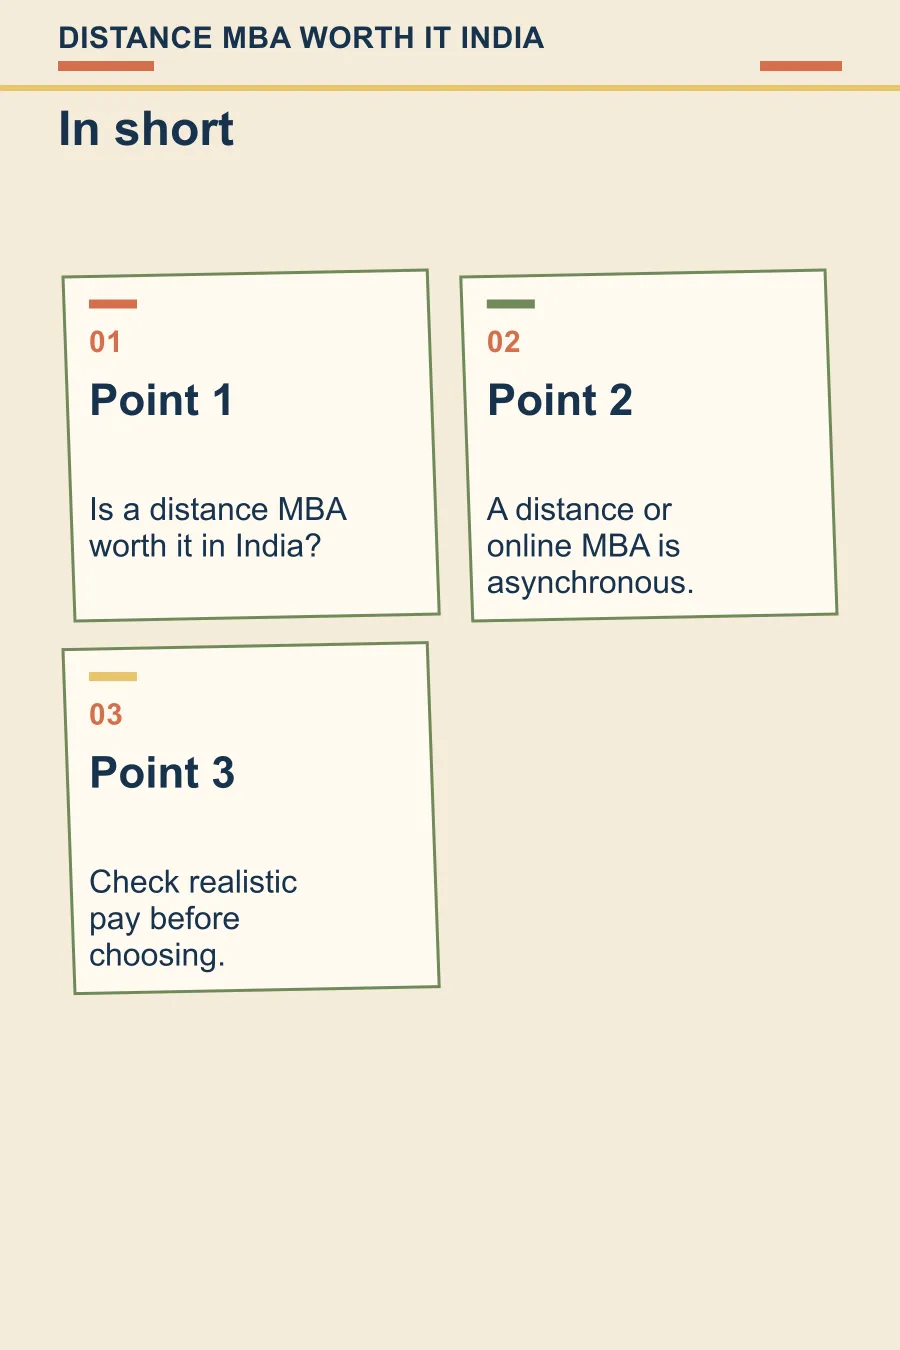 DISTANCE MBA WORTH IT INDIA
In short
01
Point 1
Is a distance MBA
worth it in India?
02
Point 2
A distance or
online MBA is
asynchronous.
03
Point 3
Check realistic
pay before
choosing.